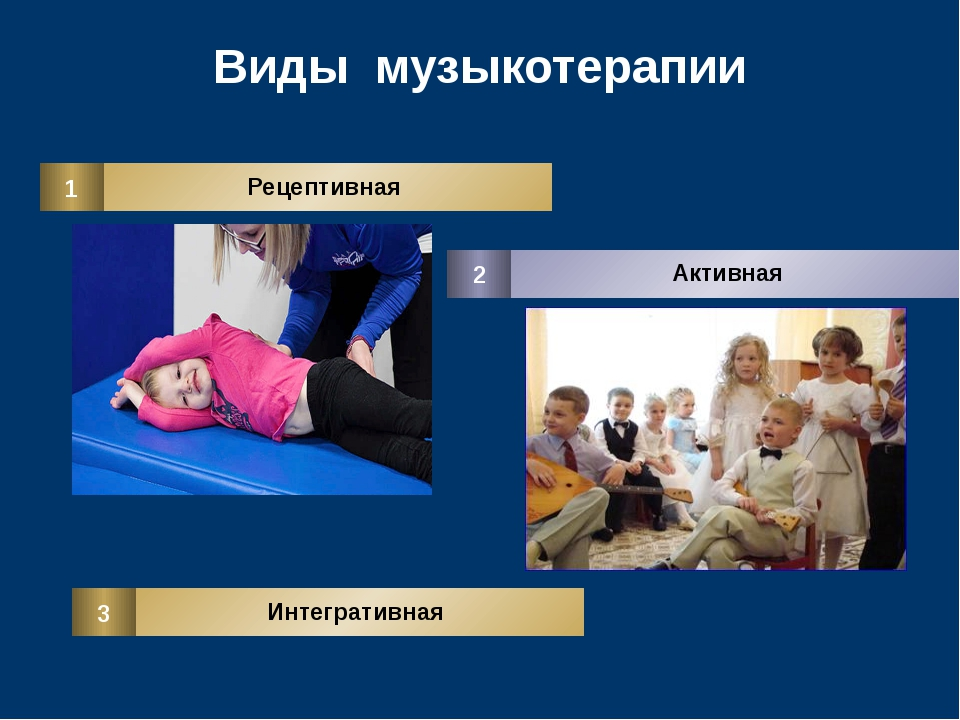 Виды музыкотерапии
1 Рецептивная
2 Активная
3 Интегративная